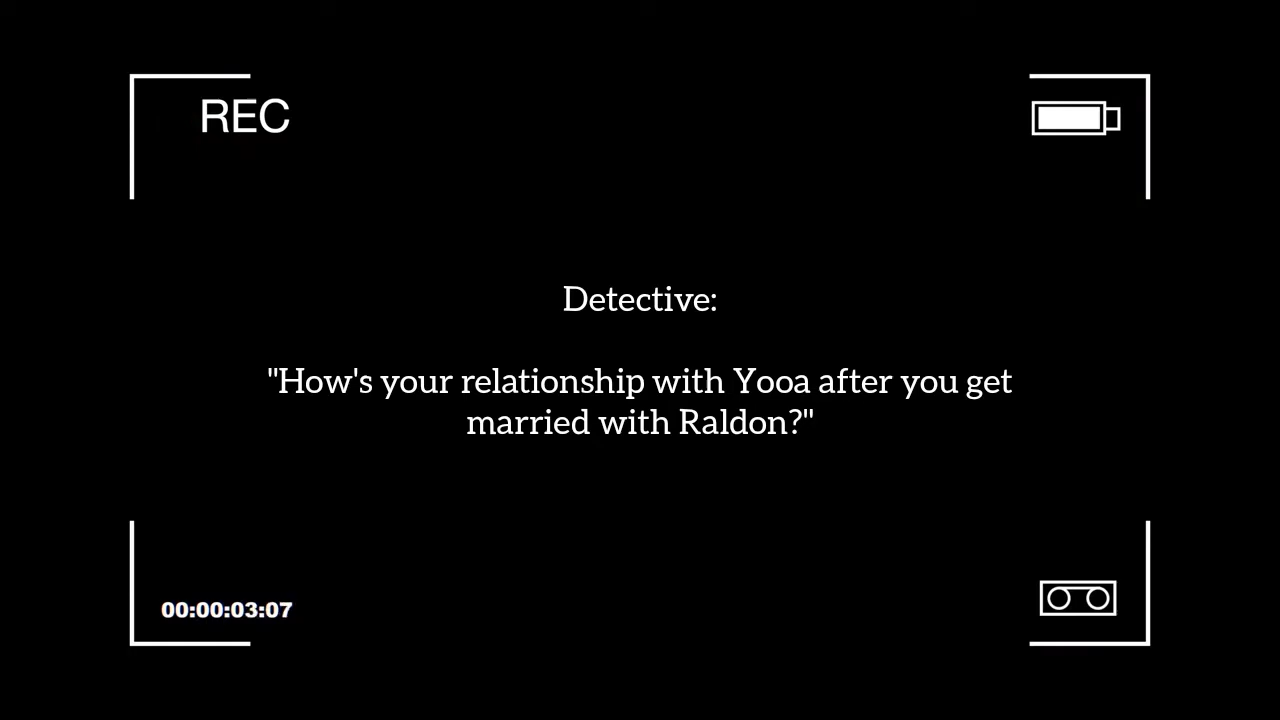 REC
Detective:
"How's your relationship with Yooa after you get
married with Raldon?"
00:00:03:07